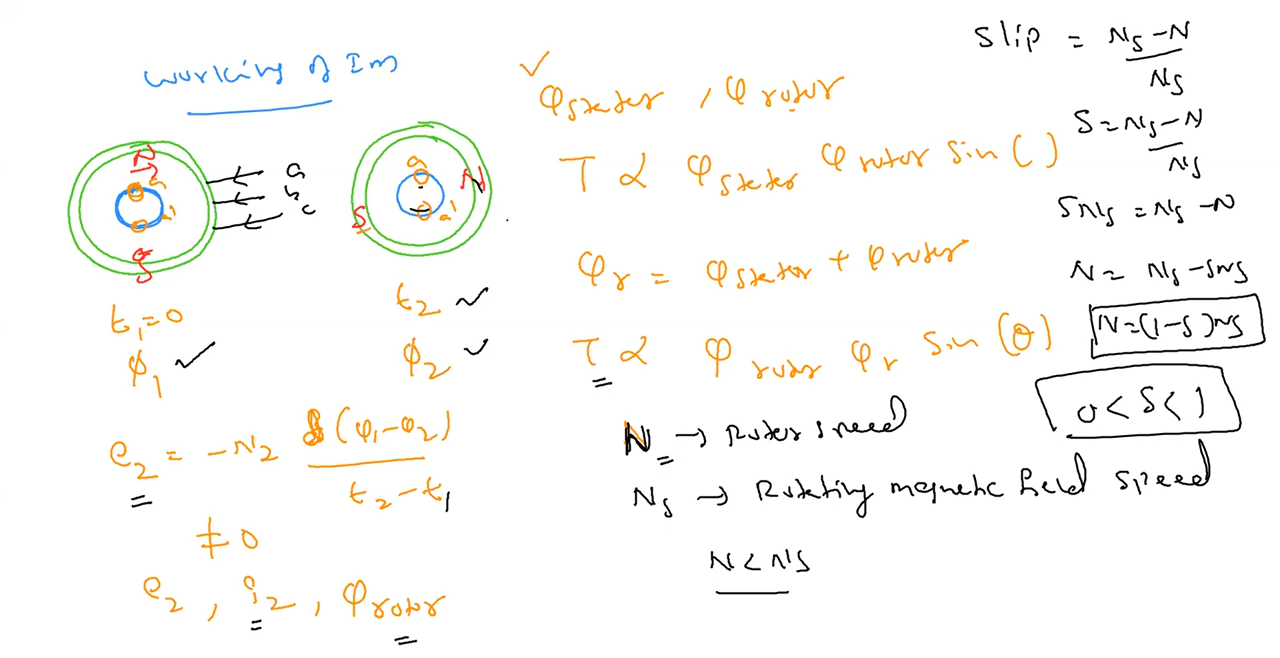 Working of Im
N
a
a'
S
a
b
c
a
a'
N
S
t₁=0
ϕ₁ ✓
t₂ ✓
ϕ₂ ✓
e₂ = -N₂ (φ₁-φ₂)
t₂-t₁
≠0
e₂, i₂, φrotor
✓
φstator, φrotor
T ∝ φstator φrotor sin( )
φr = φstator + φrotor
T ∝ φrotor φr sin(θ)
N → Rotor speed
Ns → Rotating magnetic field speed
N < Ns
Slip = Ns-N
Ns
S = Ns-N
Ns
SNs = Ns-N
N = Ns-SNs
N=(1-S)Ns
0<S<1